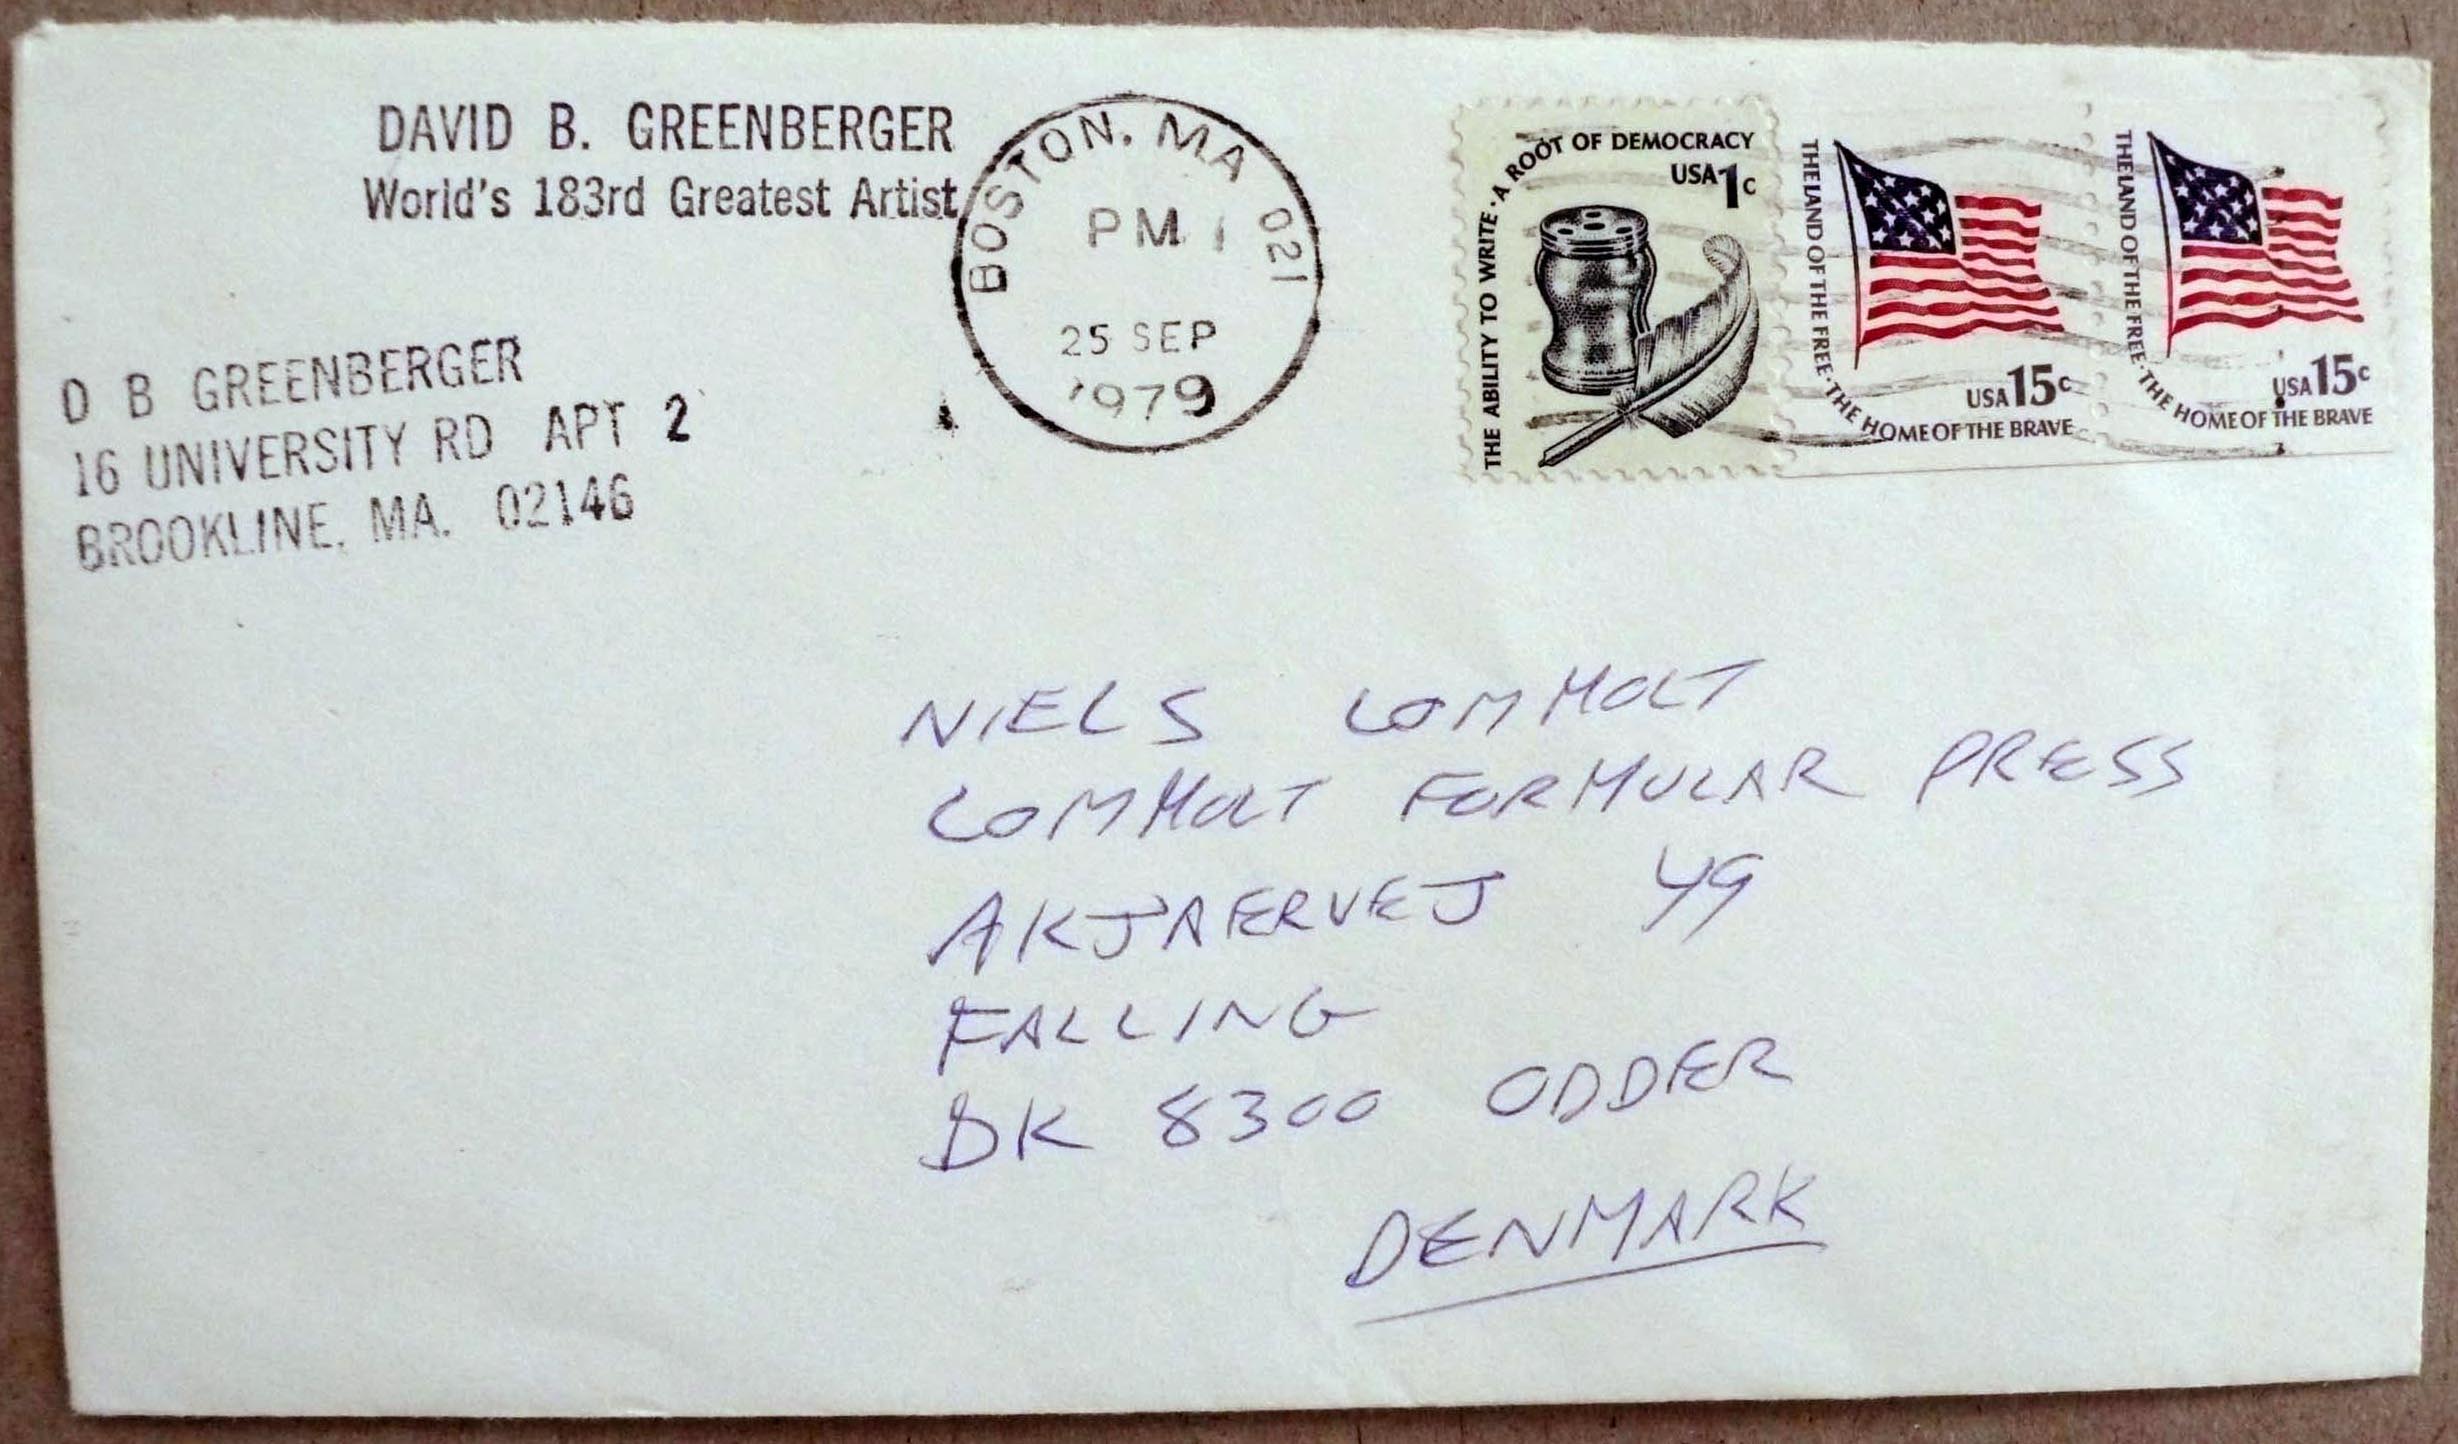 DAVID B. GREENBERGER
World's 183rd Greatest Artist
D B GREENBERGER
16 UNIVERSITY RD APT 2
BROOKLINE, MA. 02146
BOSTON, MA 021
PM
25 SEP
1979
THE ABILITY TO WRITE · A ROOT OF DEMOCRACY
USA 1c
THE LAND OF THE FREE · THE HOME OF THE BRAVE
USA 15c
THE LAND OF THE FREE · THE HOME OF THE BRAVE
USA 15c
NIELS LOMHOLT
LOMHOLT FORMULAR PRESS
AKJAERVEJ 49
FALLING
DK 8300 ODDER
DENMARK